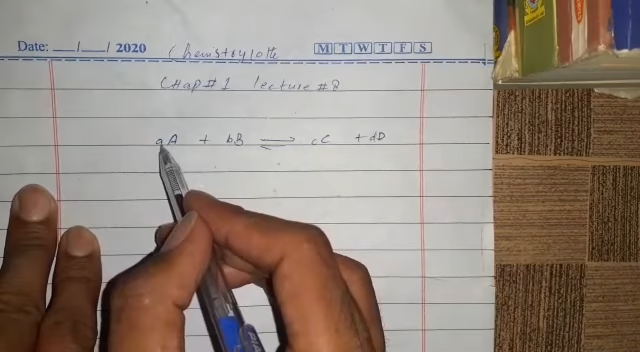 Date: __/__/ 2020 Chemistry 10th M T W T F S
CHap#1 lecture #8
aA + bB ⇌ cC + dD